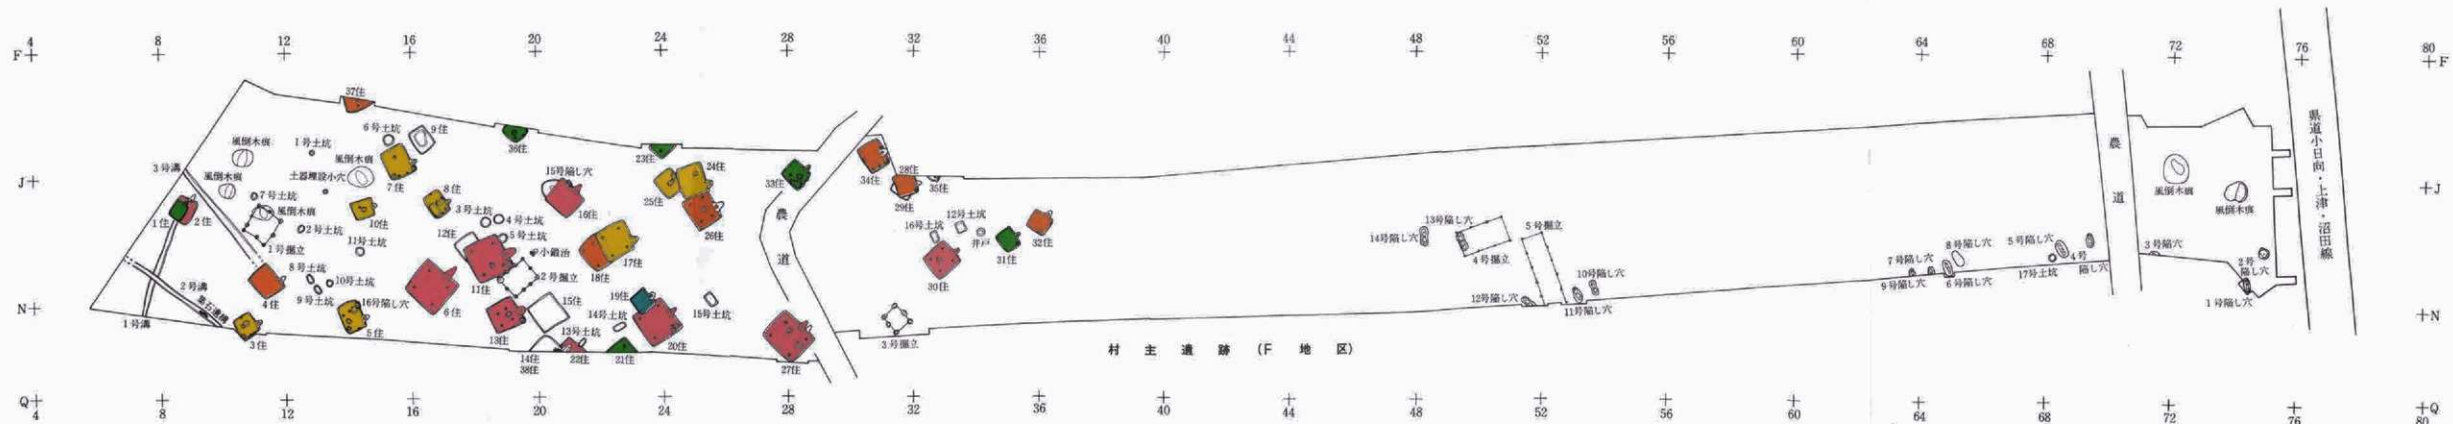 4 8 12 16 20 24 28 32 36 40 44 48 52 56 60 64 68 72 76 80
F F
37住
6号土坑
9住
36住
1号土坑
風倒木痕
風倒木痕
23住
24住
3号溝
風倒木痕
土器埋設小穴
7住
15号陥し穴
33住
34住
28住
35住
J J
7号土坑
8住
25住
29住
風倒木痕
風倒木痕
1住
2住
風倒木痕
10住
3号土坑
4号土坑
16住
26住
農道
16号土坑
12号土坑
13号陥し穴
5号掘立
2号土坑
12住
5号土坑
井戸
32住
14号陥し穴
1号掘立
11号土坑
小鍛治
17住
31住
4号掘立
8号陥し穴
5号陥し穴
4号陥し穴
3号陥穴
2号陥し穴
8号土坑
10号土坑
2号掘立
18住
30住
7号陥し穴
17号土坑
4住
11住
10号陥し穴
9号陥し穴
6号陥し穴
2号溝
9号土坑
16号陥し穴
6住
15住
19住
12号陥し穴
1号陥し穴
N N
14号土坑
15号土坑
11号陥し穴
1号溝
3住
5住
13住
13号土坑
20住
3号掘立
14住
22住
21住
38住
27住
農道
県道小日向・上津・沼田線
村主遺跡(F地区)
Q Q
4 8 12 16 20 24 28 32 36 40 44 48 52 56 60 64 68 72 76 80